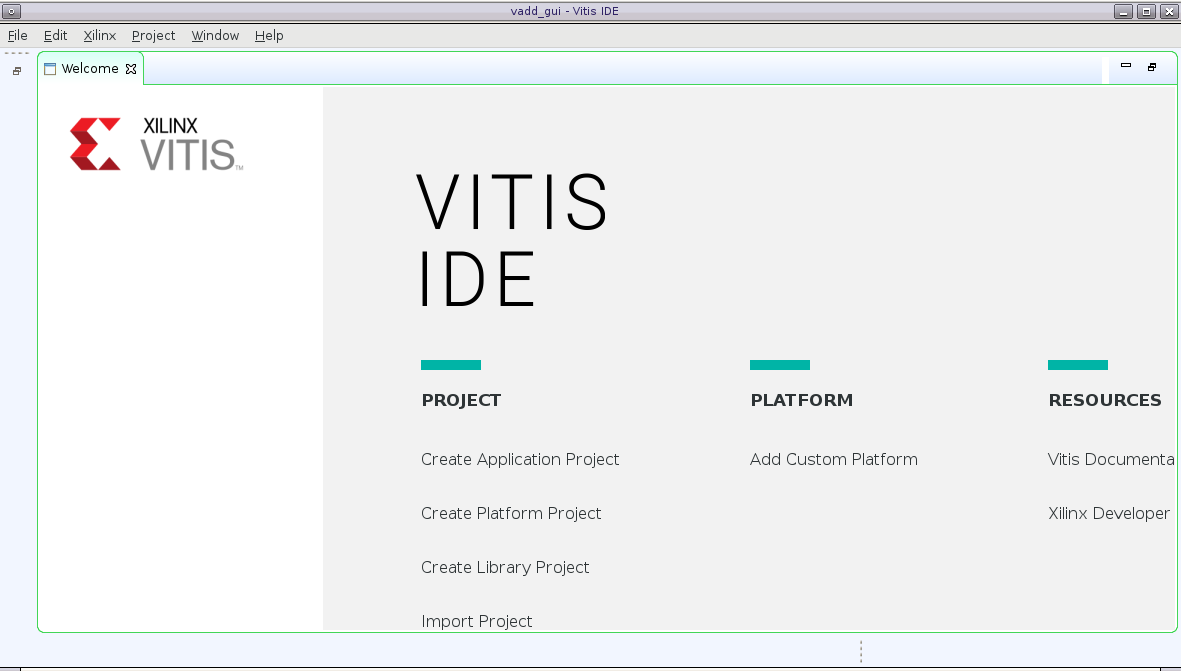 vadd_gui - Vitis IDE
File Edit Xilinx Project Window Help
Welcome
XILINX
VITIS™
VITIS
IDE
PROJECT
Create Application Project
Create Platform Project
Create Library Project
Import Project
PLATFORM
Add Custom Platform
RESOURCES
Vitis Documenta
Xilinx Developer